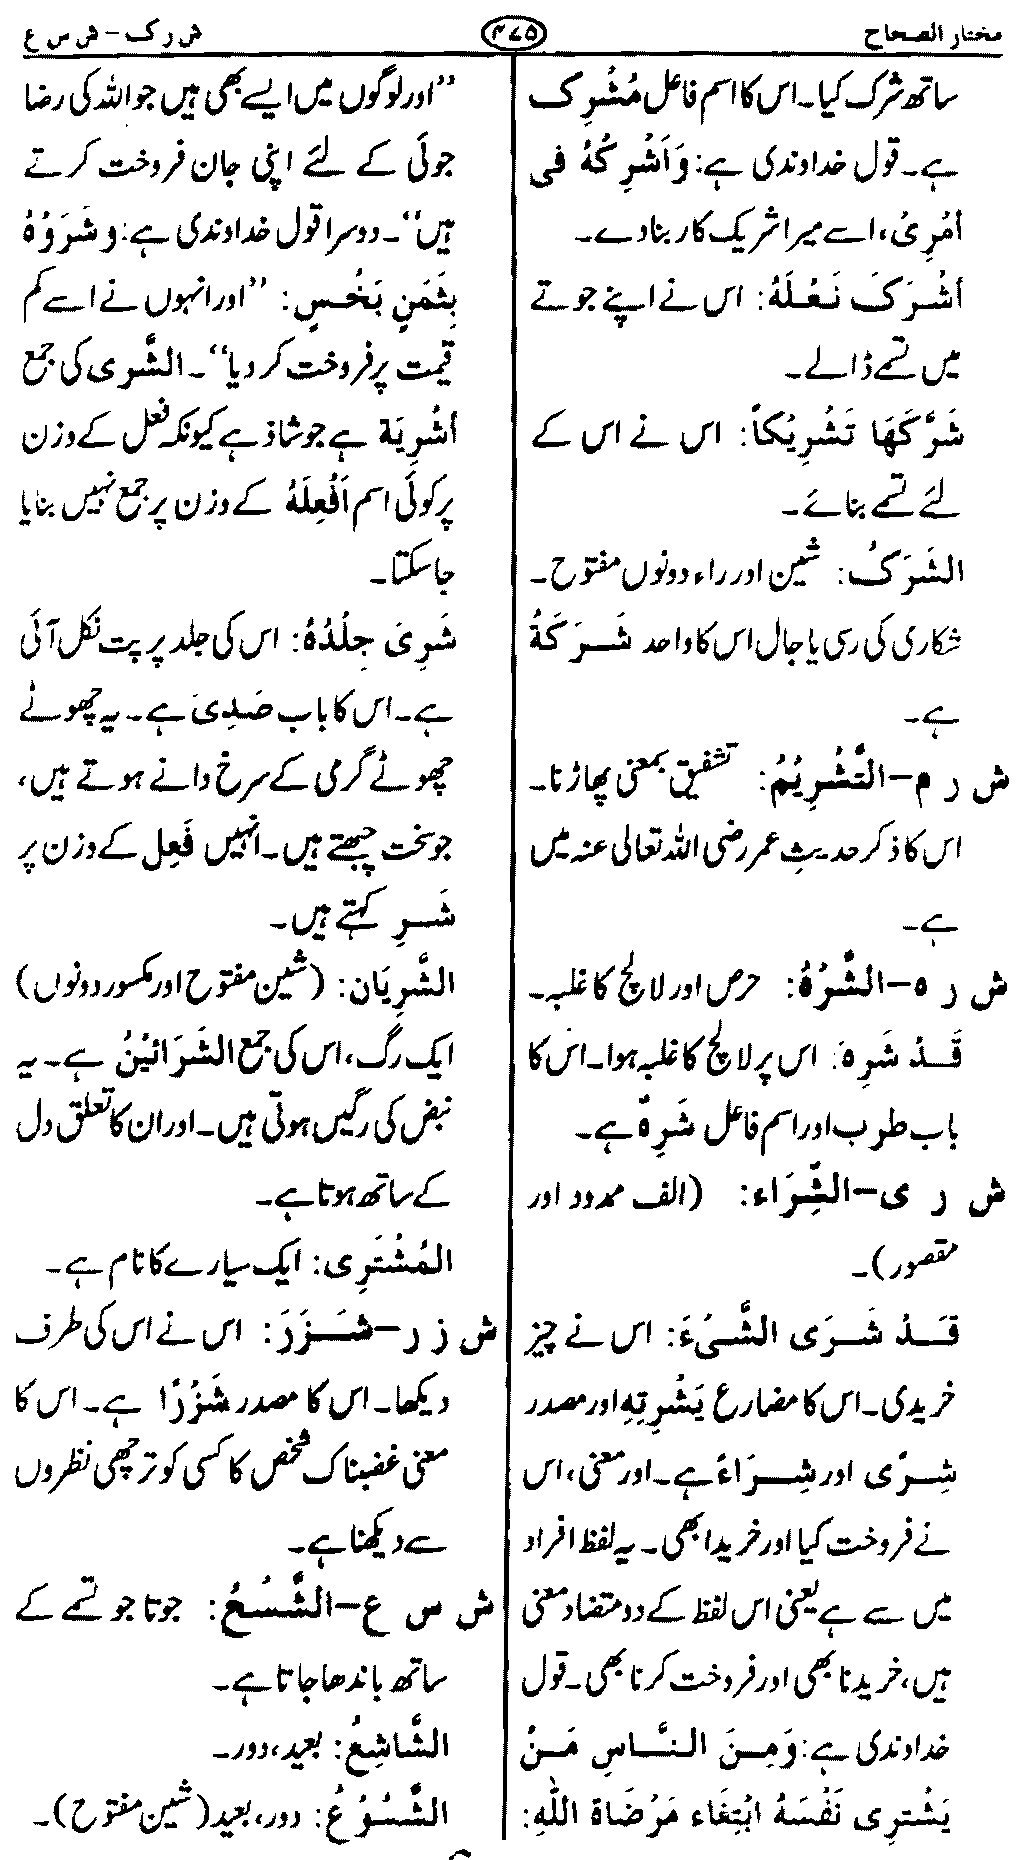 مختار الصحاح
۴۷۵
ش ر ک – ش س ع
ساتھ شرک کیا۔ اس کا اسم فاعل مُشْرِک
ہے۔ قول خداوندی ہے: وَاَشْرِکْهُ فی
أمْرِیْ، اسے میرا شریک کار بنا دے۔
أشْرَکَ نَعْلَهُ: اس نے اپنے جوتے
میں تسمے ڈالے۔
شَرَّکَهَا تَشْرِیْکاً: اس نے اس کے
لئے تسمے بنائے۔
الشَرَکُ: شین اور راء دونوں مفتوح۔
شکاری کی رسی یا جال اس کا واحد شَرَکَةُ
ہے۔
ش ر م – التَّشْرِیْمُ: تشقیق بمعنی پھاڑنا۔
اس کا ذکر حدیثِ عمر رضی اللہ تعالی عنہ میں
ہے۔
ش ر ہ – الشَّرَهُ: حرص اور لالچ کا غلبہ۔
قَدْ شَرِهَ: اس پر لالچ کا غلبہ ہوا۔ اس کا
باب طرب اور اسم فاعل شَرِهٌ ہے۔
ش ر ی – الشِّرَاء: (الف ممدود اور
مقصور)۔
قَدْ شَرَی الشَّیْءَ: اس نے چیز
خریدی۔ اس کا مضارع یَشْرِیْهِ اور مصدر
شِرًی اور شِرَاءً ہے۔ اور معنی، اس
نے فروخت کیا اور خریدا بھی۔ یہ لفظ افراد
میں سے ہے یعنی اس لفظ کے دو متضاد معنی
ہیں، خریدنا بھی اور فروخت کرنا بھی۔ قول
خداوندی ہے: وَمِنَ النَّاسِ مَنْ
یَشْتَرِی نَفْسَهُ ابْتِغَاء مَرْضَاةَ اللّٰهِ:
”اور لوگوں میں ایسے بھی ہیں جو اللہ کی رضا
جوئی کے لئے اپنی جان فروخت کرتے
ہیں“۔ دوسرا قول خداوندی ہے: وشَرَوْهُ
بِثَمَنٍ بَخْسٍ: ”اور انہوں نے اسے کم
قیمت پر فروخت کر دیا“۔ الشَّرٰی کی جمع
أشْرِیَة ہے جو شاذ ہے کیونکہ فعل کے وزن
پر کوئی اسم اَفْعِلَةُ کے وزن پر جمع نہیں بنایا
جا سکتا۔
شَرِیَ جِلْدُهُ: اس کی جلد پر پت نکل آئی
ہے۔ اس کا باب صَدِیَ ہے۔ یہ چھوٹے
چھوٹے گرمی کے سرخ دانے ہوتے ہیں،
جو سخت چبھتے ہیں۔ انہیں فَعِل کے وزن پر
شَرِ کہتے ہیں۔
الشَّرِیَان: (شین مفتوح اور مکسور دونوں)
ایک رگ، اس کی جمع الشَرَائِیْنُ ہے۔ یہ
نبض کی رگیں ہوتی ہیں۔ اور ان کا تعلق دل
کے ساتھ ہوتا ہے۔
المُشْتَرِی: ایک سیارے کا نام ہے۔
ش ز ر – شَزَرَ: اس نے اس کی طرف
دیکھا۔ اس کا مصدر شَزْرًا ہے۔ اس کا
معنی غضبناک شخص کا کسی کو ترچھی نظروں
سے دیکھنا ہے۔
ش س ع – الشِّسْعُ: جوتا جو تسمے کے
ساتھ باندھا جاتا ہے۔
الشَّاسِعُ: بعید، دور۔
الشَّسُوْعُ: دور، بعید (شین مفتوح)۔